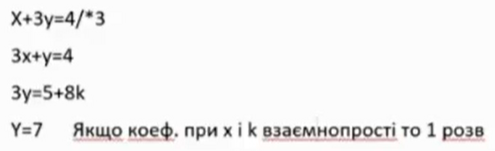 X+3y=4/*3
3x+y=4
3y=5+8k
Y=7 Якщо коеф. при x і k взаємнопрості то 1 розв